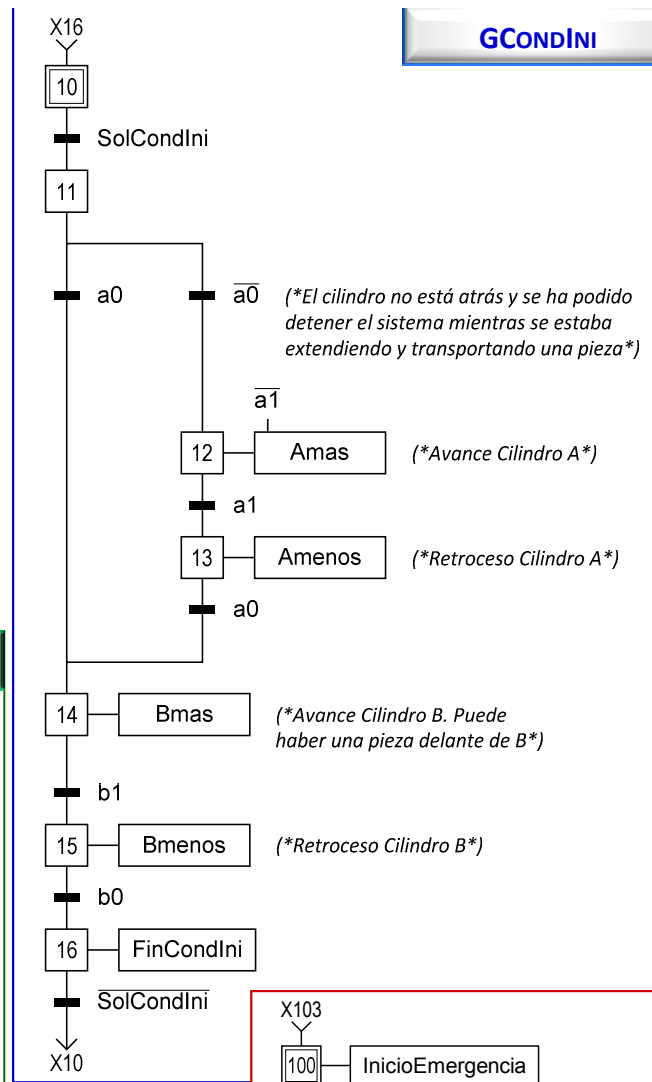 X16
GCONDINI
10
SolCondIni
11
a0
a0
(*El cilindro no está atrás y se ha podido
detener el sistema mientras se estaba
extendiendo y transportando una pieza*)
a1
12
Amas
(*Avance Cilindro A*)
a1
13
Amenos
(*Retroceso Cilindro A*)
a0
14
Bmas
(*Avance Cilindro B. Puede
haber una pieza delante de B*)
b1
15
Bmenos
(*Retroceso Cilindro B*)
b0
16
FinCondIni
SolCondIni
X10
X103
100
InicioEmergencia